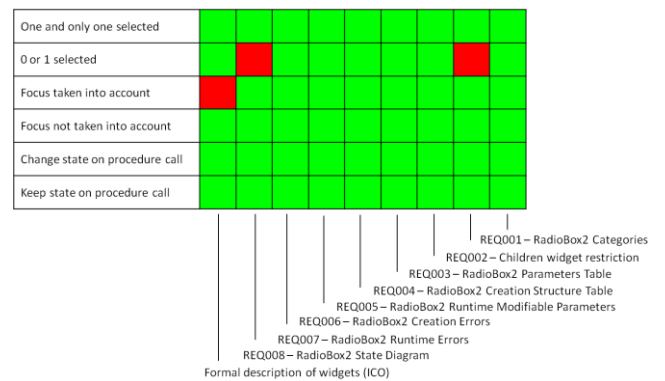 One and only one selected
0 or 1 selected
Focus taken into account
Focus not taken into account
Change state on procedure call
Keep state on procedure call
REQ001 – RadioBox2 Categories
REQ002 – Children widget restriction
REQ003 – RadioBox2 Parameters Table
REQ004 – RadioBox2 Creation Structure Table
REQ005 – RadioBox2 Runtime Modifiable Parameters
REQ006 – RadioBox2 Creation Errors
REQ007 – RadioBox2 Runtime Errors
REQ008 – RadioBox2 State Diagram
Formal description of widgets (ICO)